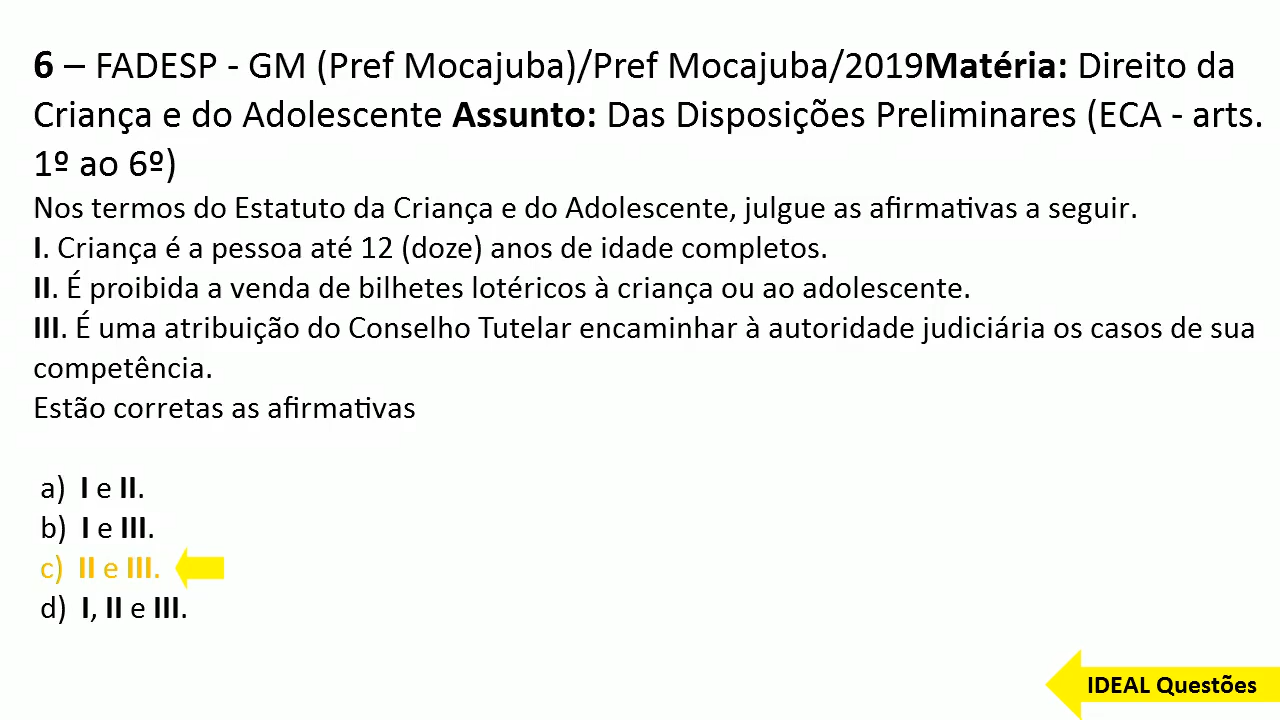 6 – FADESP - GM (Pref Mocajuba)/Pref Mocajuba/2019Matéria: Direito da
Criança e do Adolescente Assunto: Das Disposições Preliminares (ECA - arts.
1º ao 6º)
Nos termos do Estatuto da Criança e do Adolescente, julgue as afirmativas a seguir.
I. Criança é a pessoa até 12 (doze) anos de idade completos.
II. É proibida a venda de bilhetes lotéricos à criança ou ao adolescente.
III. É uma atribuição do Conselho Tutelar encaminhar à autoridade judiciária os casos de sua
competência.
Estão corretas as afirmativas
a) I e II.
b) I e III.
c) II e III.
d) I, II e III.
IDEAL Questões